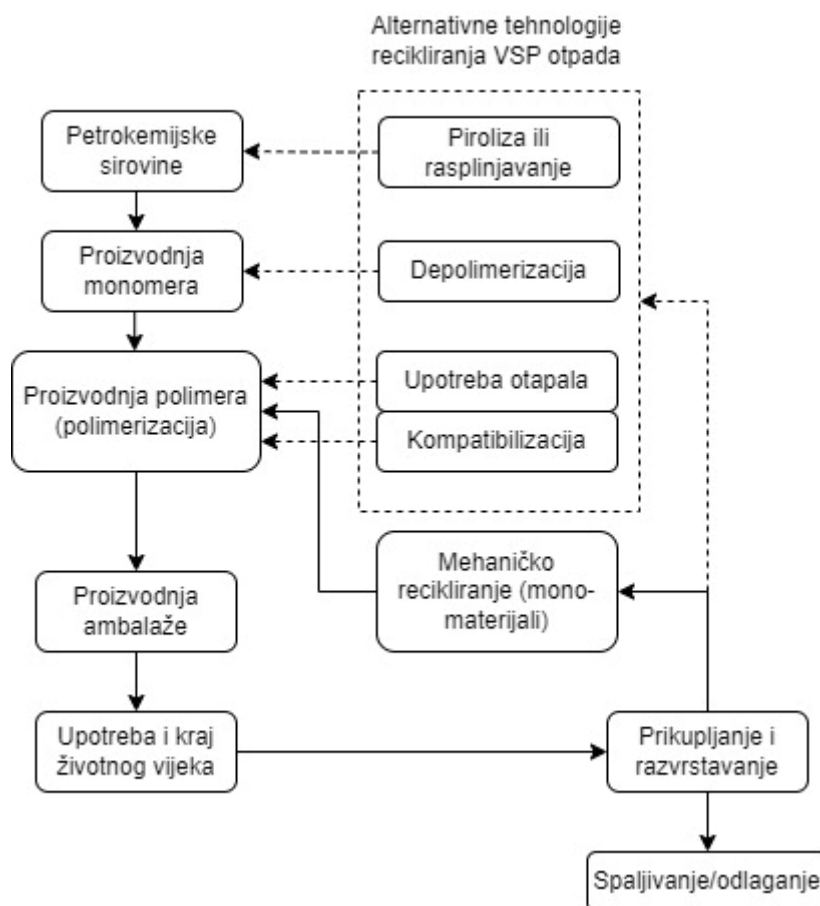 Alternativne tehnologije
recikliranja VSP otpada
Petrokemijske
sirovine
Piroliza ili
rasplinjavanje
Proizvodnja
monomera
Depolimerizacija
Proizvodnja polimera
(polimerizacija)
Upotreba otapala
Kompatibilizacija
Mehaničko
recikliranje (mono-
materijali)
Proizvodnja
ambalaže
Upotreba i kraj
životnog vijeka
Prikupljanje i
razvrstavanje
Spaljivanje/odlaganje